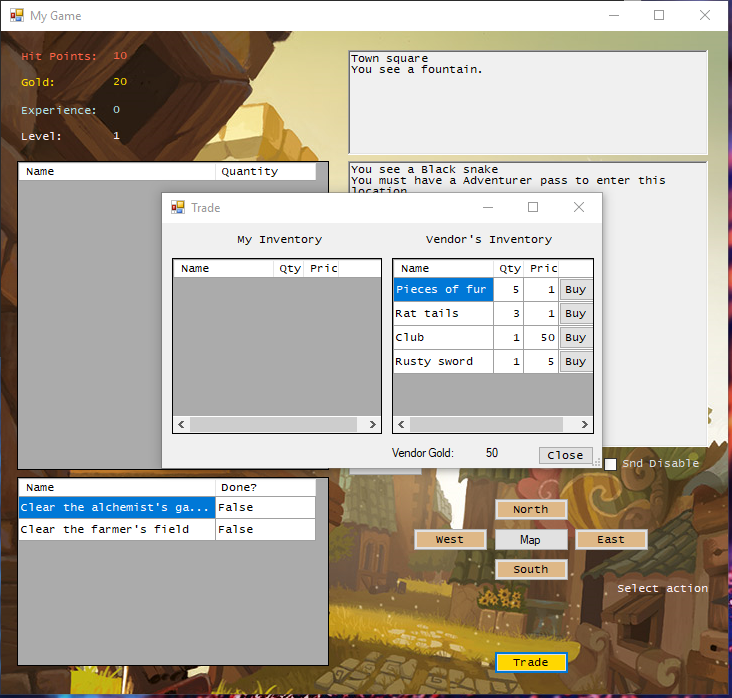 My Game
Hit Points: 10
Gold: 20
Experience: 0
Level: 1
Town square
You see a fountain.
Name Quantity
You see a Black snake
You must have a Adventurer pass to enter this
location
Trade
My Inventory
Name Qty Pric
Vendor's Inventory
Name Qty Pric
Pieces of fur 5 1 Buy
Rat tails 3 1 Buy
Club 1 50 Buy
Rusty sword 1 5 Buy
Vendor Gold: 50
Close
Snd Disable
Name Done?
Clear the alchemist's ga... False
Clear the farmer's field False
North
West Map East
South
Select action
Trade